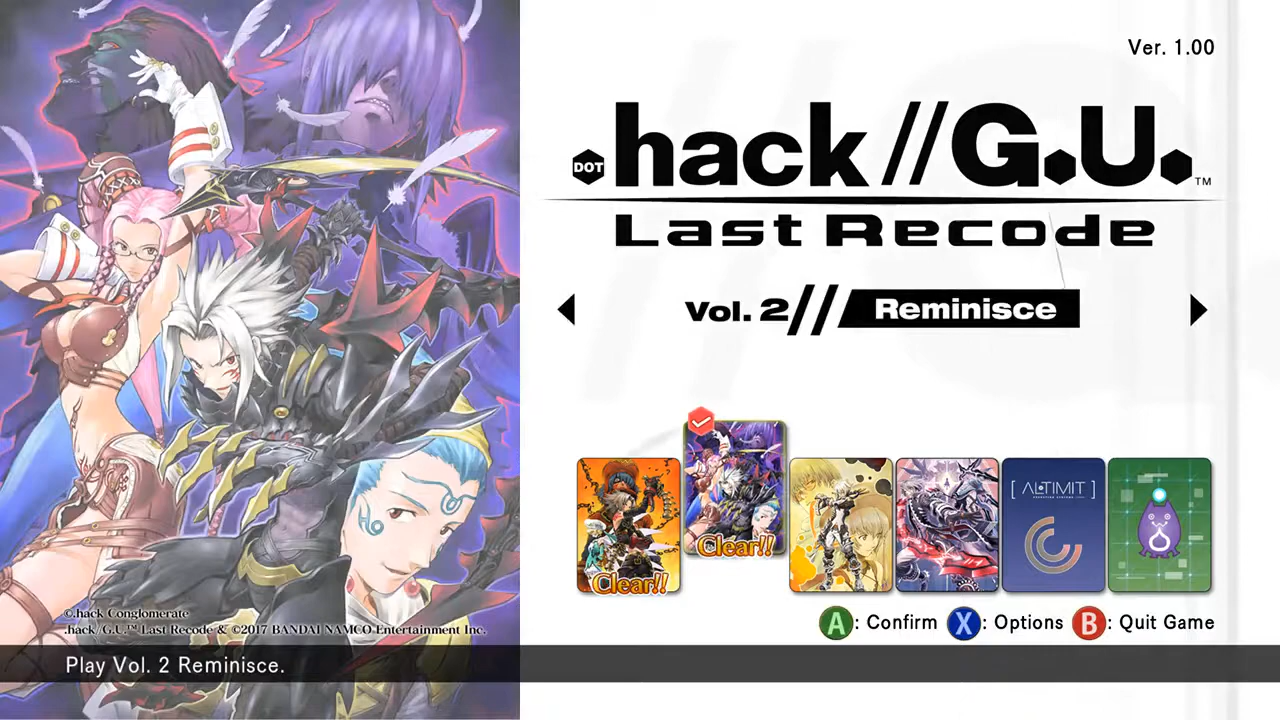 Ver. 1.00
DOT .hack//G.U.™
Last Recode
Vol. 2// Reminisce
Clear!!
Clear!!
[ ALTIMIT ]
A: Confirm X: Options B: Quit Game
©.hack Conglomerate
.hack//G.U.™ Last Recode & ©2017 BANDAI NAMCO Entertainment Inc.
Play Vol. 2 Reminisce.